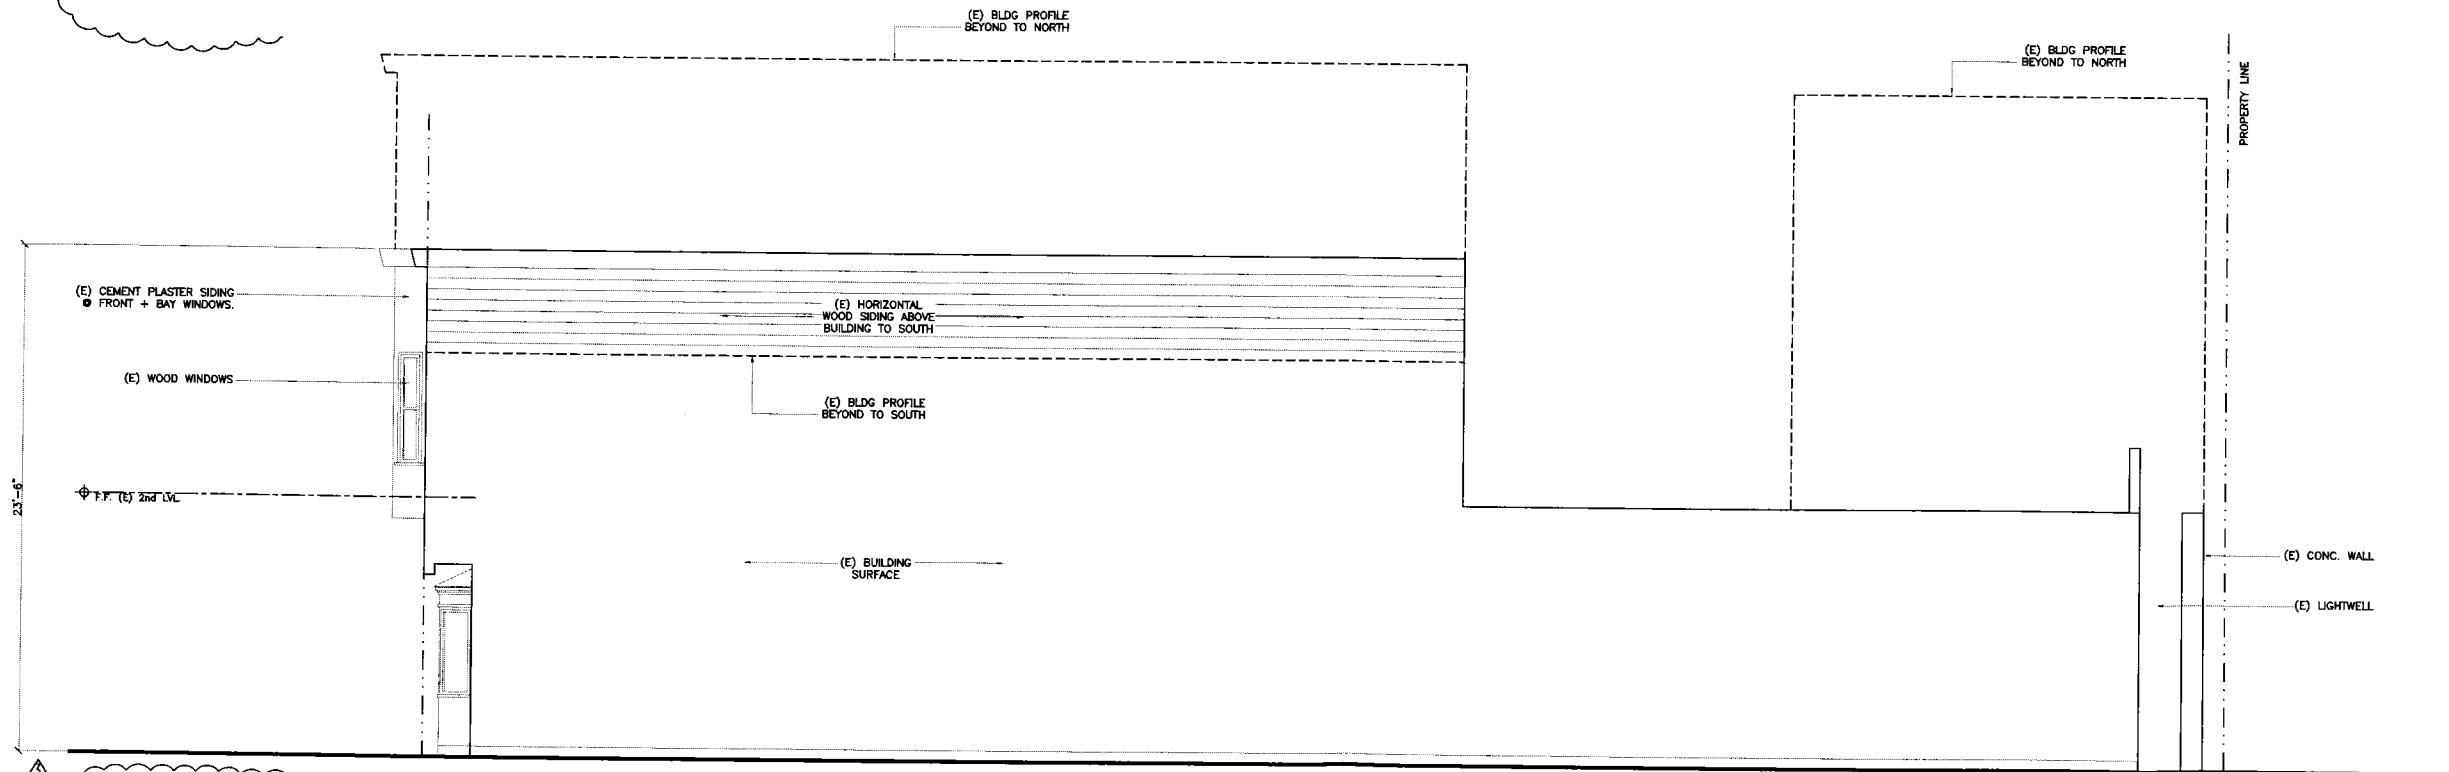 (E) BLDG PROFILE
BEYOND TO NORTH
(E) BLDG PROFILE
BEYOND TO NORTH
PROPERTY LINE
(E) CEMENT PLASTER SIDING
@ FRONT + BAY WINDOWS.
(E) HORIZONTAL
WOOD SIDING ABOVE
BUILDING TO SOUTH
(E) WOOD WINDOWS
(E) BLDG PROFILE
BEYOND TO SOUTH
23'-6"
F.F. (E) 2nd LVL.
(E) BUILDING
SURFACE
(E) CONC. WALL
(E) LIGHTWELL